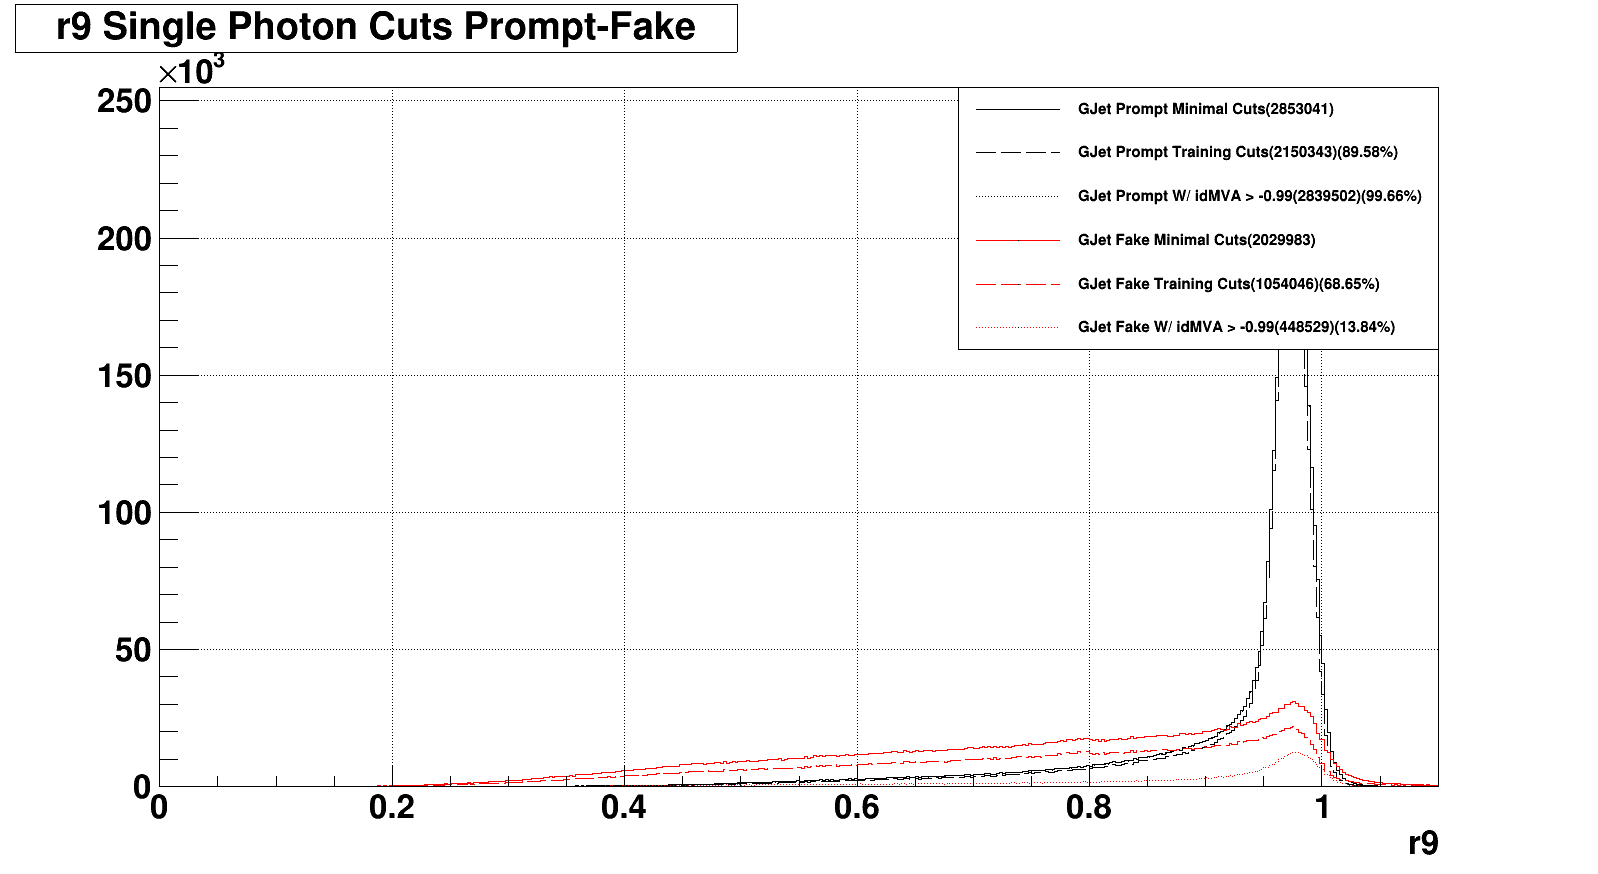 r9 Single Photon Cuts Prompt-Fake
×10³
250
200
150
100
50
0
GJet Prompt Minimal Cuts(2853041)
GJet Prompt Training Cuts(2150343)(89.58%)
GJet Prompt W/ idMVA > -0.99(2839502)(99.66%)
GJet Fake Minimal Cuts(2029983)
GJet Fake Training Cuts(1054046)(68.65%)
GJet Fake W/ idMVA > -0.99(448529)(13.84%)
0 0.2 0.4 0.6 0.8 1
r9